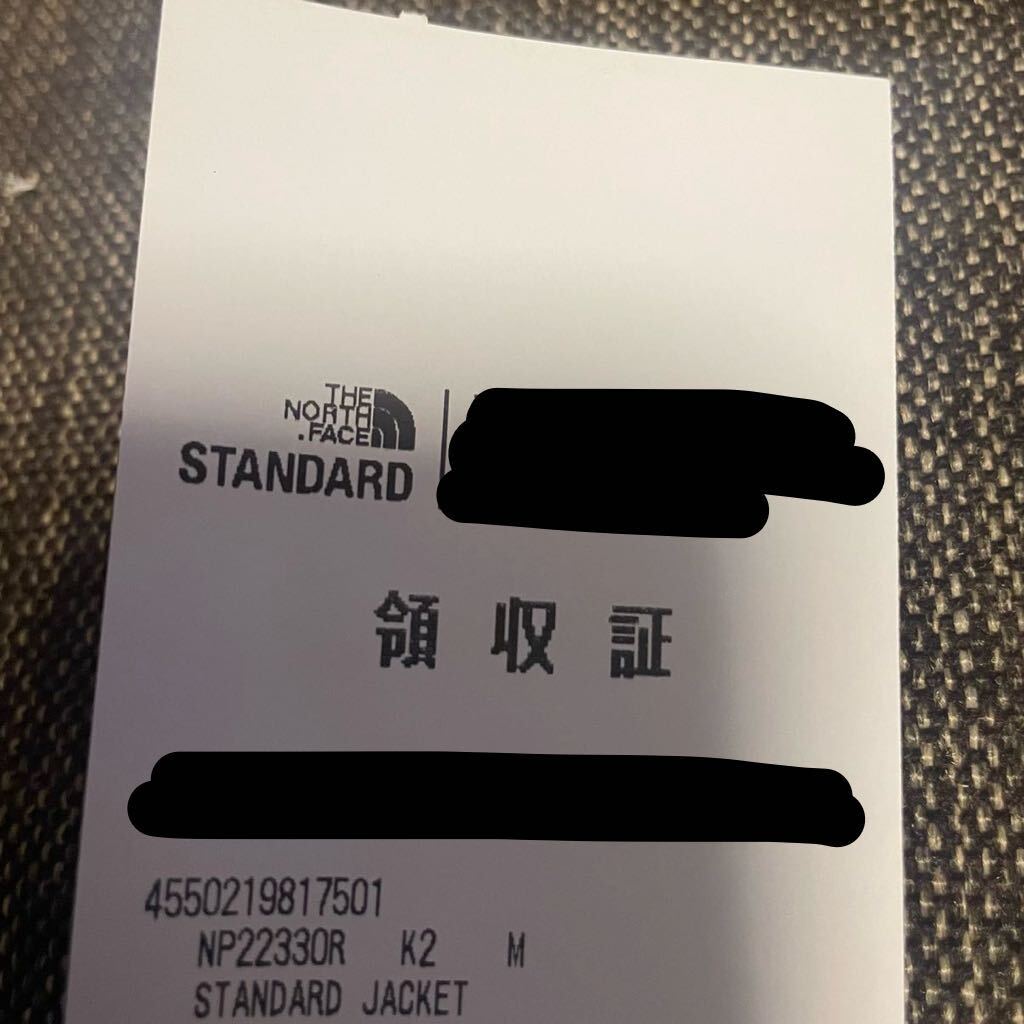 THE
NORTH
FACE
STANDARD
領収証
4550219817501
NP22330R K2 M
STANDARD JACKET